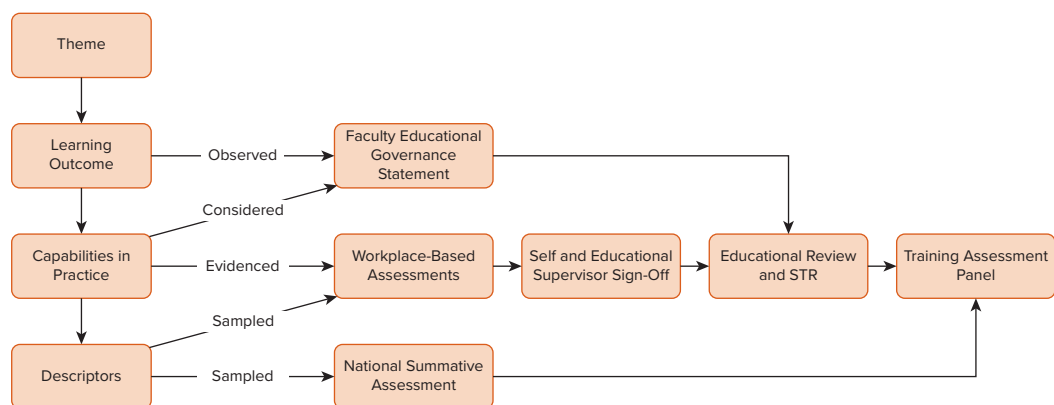 Theme
Learning
Outcome
Observed
Faculty Educational
Governance
Statement
Considered
Capabilities in
Practice
Evidenced
Workplace-Based
Assessments
Self and Educational
Supervisor Sign-Off
Educational Review
and STR
Training Assessment
Panel
Sampled
Descriptors
Sampled
National Summative
Assessment